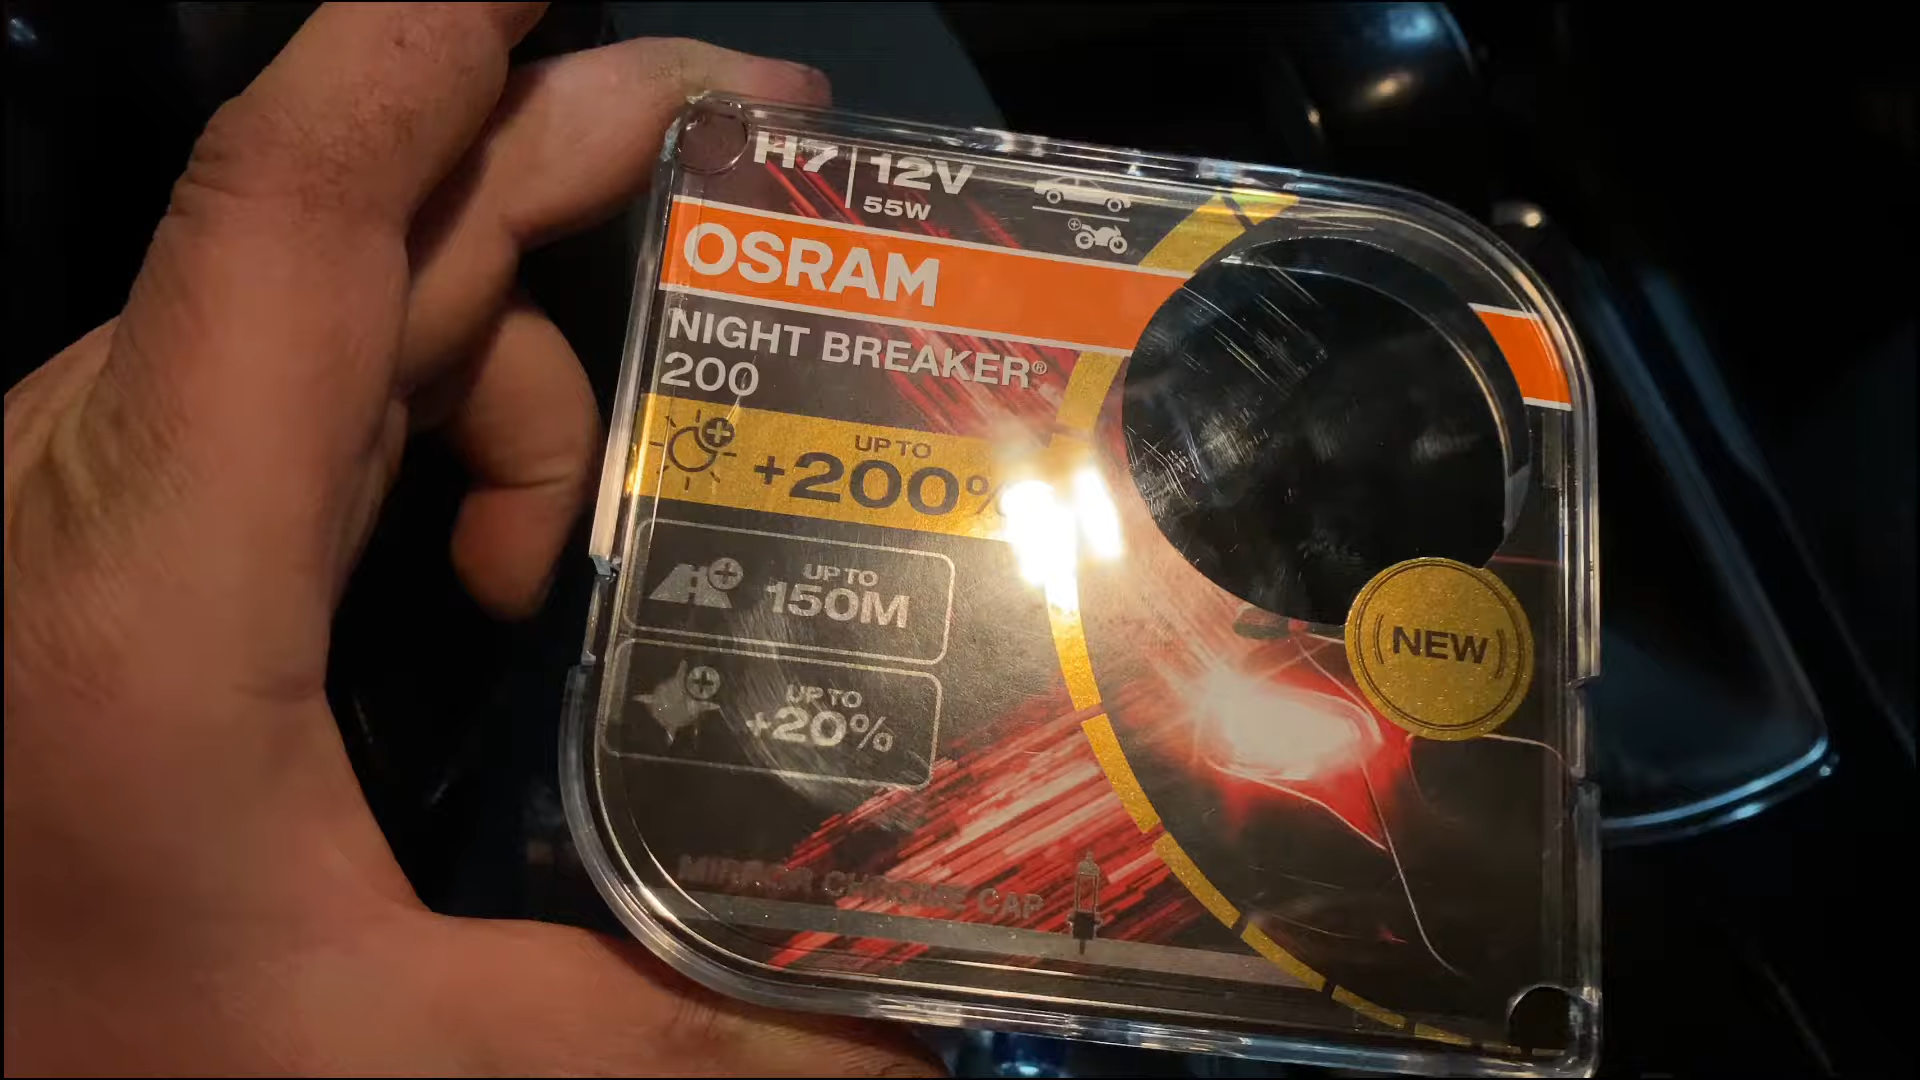 H7 12V
55W
OSRAM
NIGHT BREAKER®
200
UP TO
+200%
UP TO
150M
UP TO
+20%
NEW
MIRROR CHROME CAP